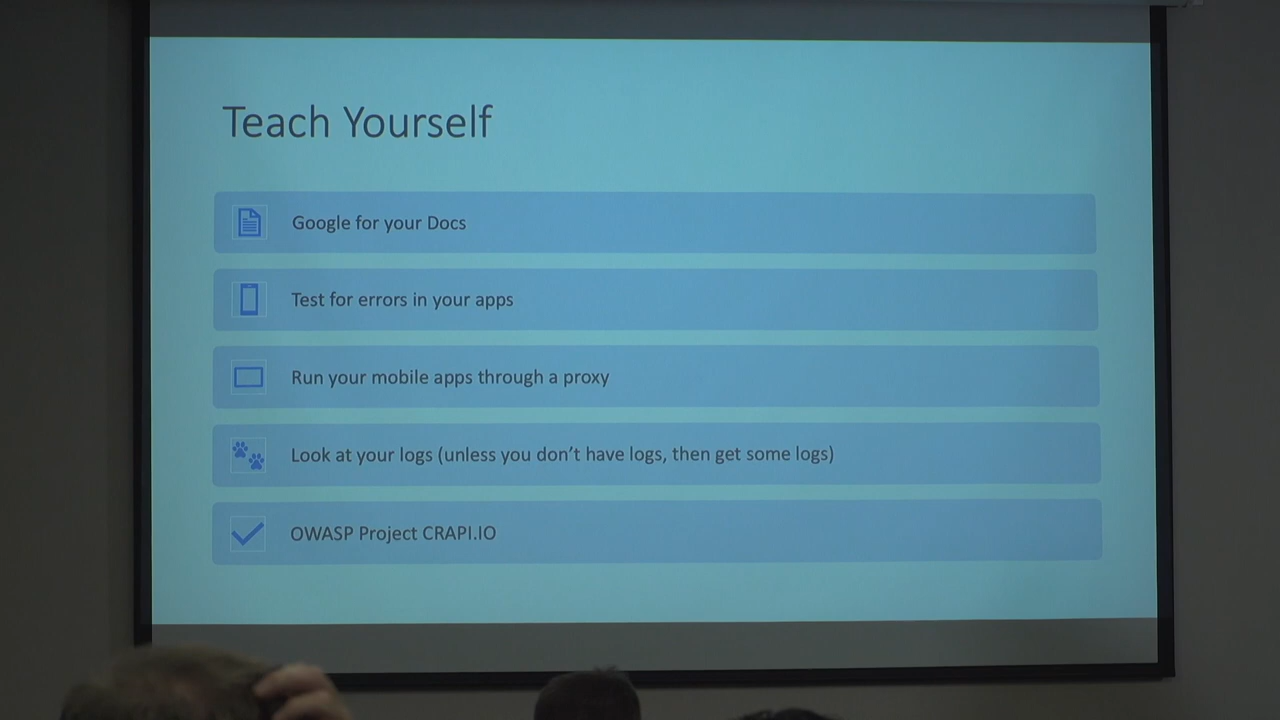 Teach Yourself
Google for your Docs
Test for errors in your apps
Run your mobile apps through a proxy
Look at your logs (unless you don't have logs, then get some logs)
OWASP Project CRAPI.IO